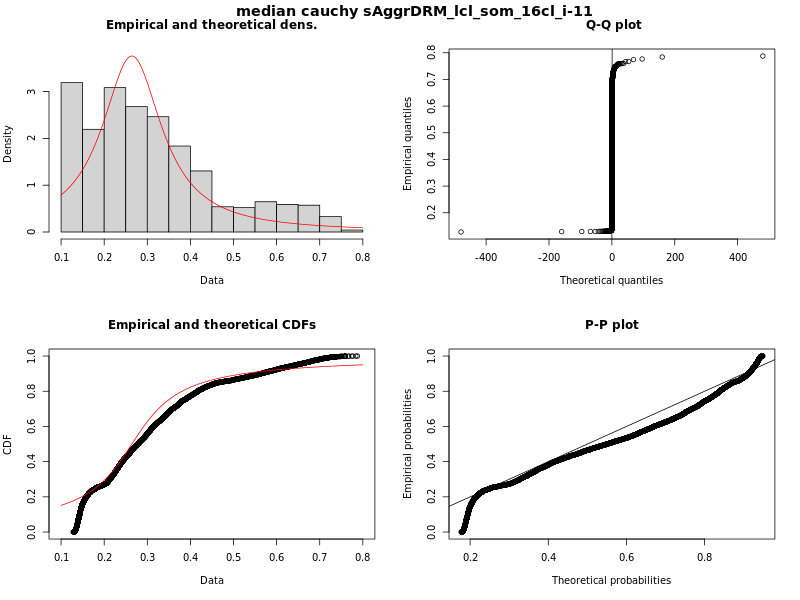 median cauchy sAggrDRM_lcl_som_16cl_i-11
Empirical and theoretical dens.
Density
0 1 2 3
0.1 0.2 0.3 0.4 0.5 0.6 0.7 0.8
Data
Q-Q plot
Empirical quantiles
0.2 0.3 0.4 0.5 0.6 0.7 0.8
-400 -200 0 200 400
Theoretical quantiles
Empirical and theoretical CDFs
CDF
0.0 0.2 0.4 0.6 0.8 1.0
0.1 0.2 0.3 0.4 0.5 0.6 0.7 0.8
Data
P-P plot
Empirical probabilities
0.0 0.2 0.4 0.6 0.8 1.0
0.2 0.4 0.6 0.8
Theoretical probabilities